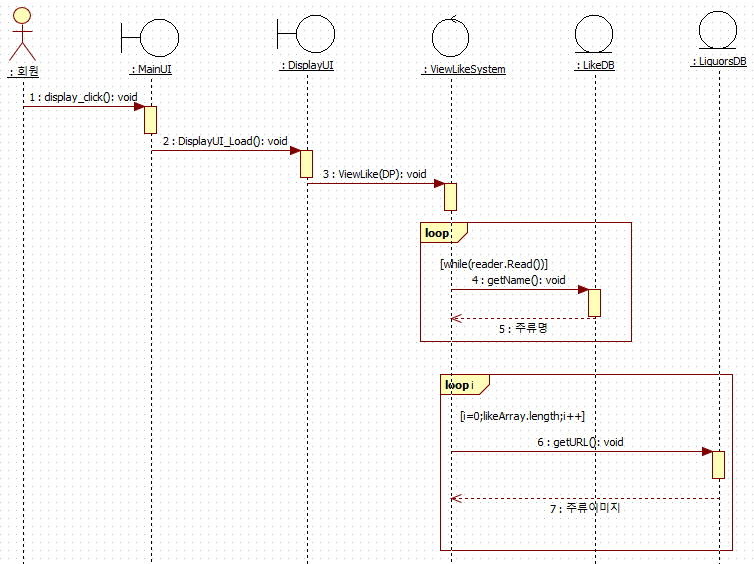 : 회원
: MainUI
: DisplayUI
: ViewLikeSystem
: LikeDB
: LiquorsDB
1 : display_click(): void
2 : DisplayUI_Load(): void
3 : ViewLike(DP): void
loop
[while(reader.Read())]
4 : getName(): void
5 : 주류명
loop i
[i=0;likeArray.length;i++]
6 : getURL(): void
7 : 주류이미지